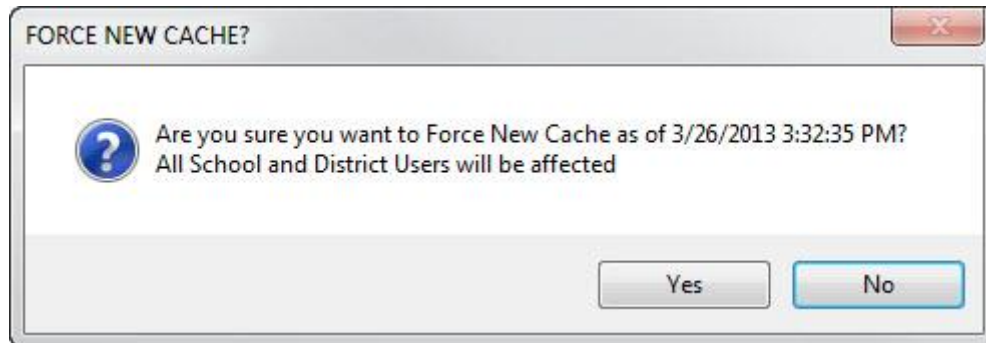 FORCE NEW CACHE?
Are you sure you want to Force New Cache as of 3/26/2013 3:32:35 PM?
All School and District Users will be affected
Yes No